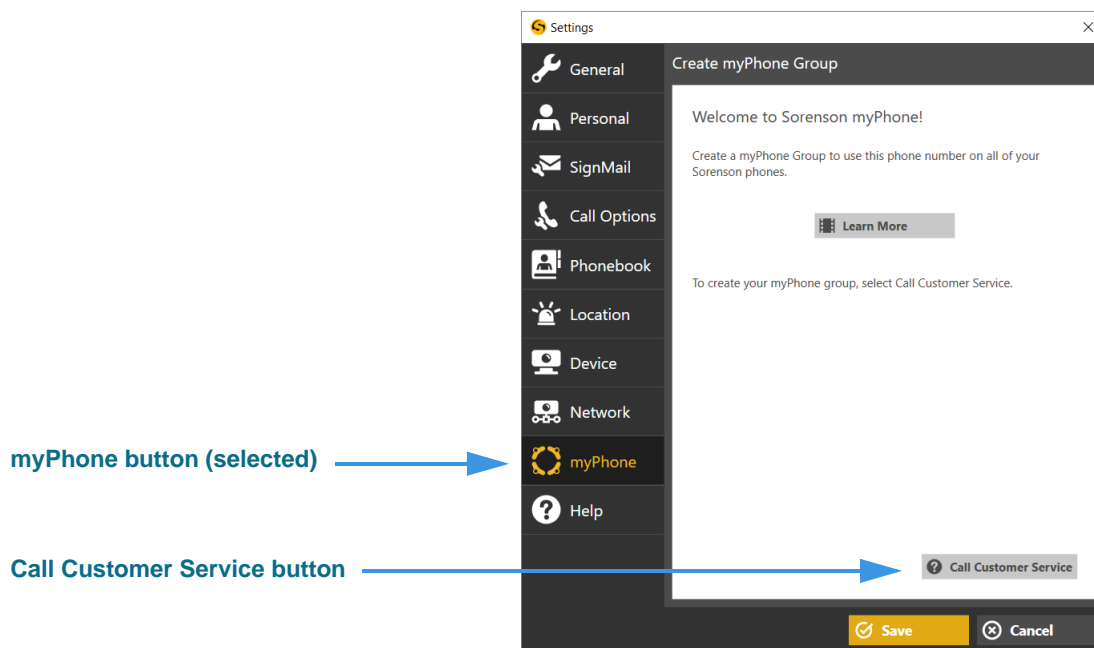 Settings
General
Personal
SignMail
Call Options
Phonebook
Location
Device
Network
myPhone
Help
Create myPhone Group
Welcome to Sorenson myPhone!
Create a myPhone Group to use this phone number on all of your
Sorenson phones.
Learn More
To create your myPhone group, select Call Customer Service.
Call Customer Service
Save
Cancel
myPhone button (selected)
Call Customer Service button